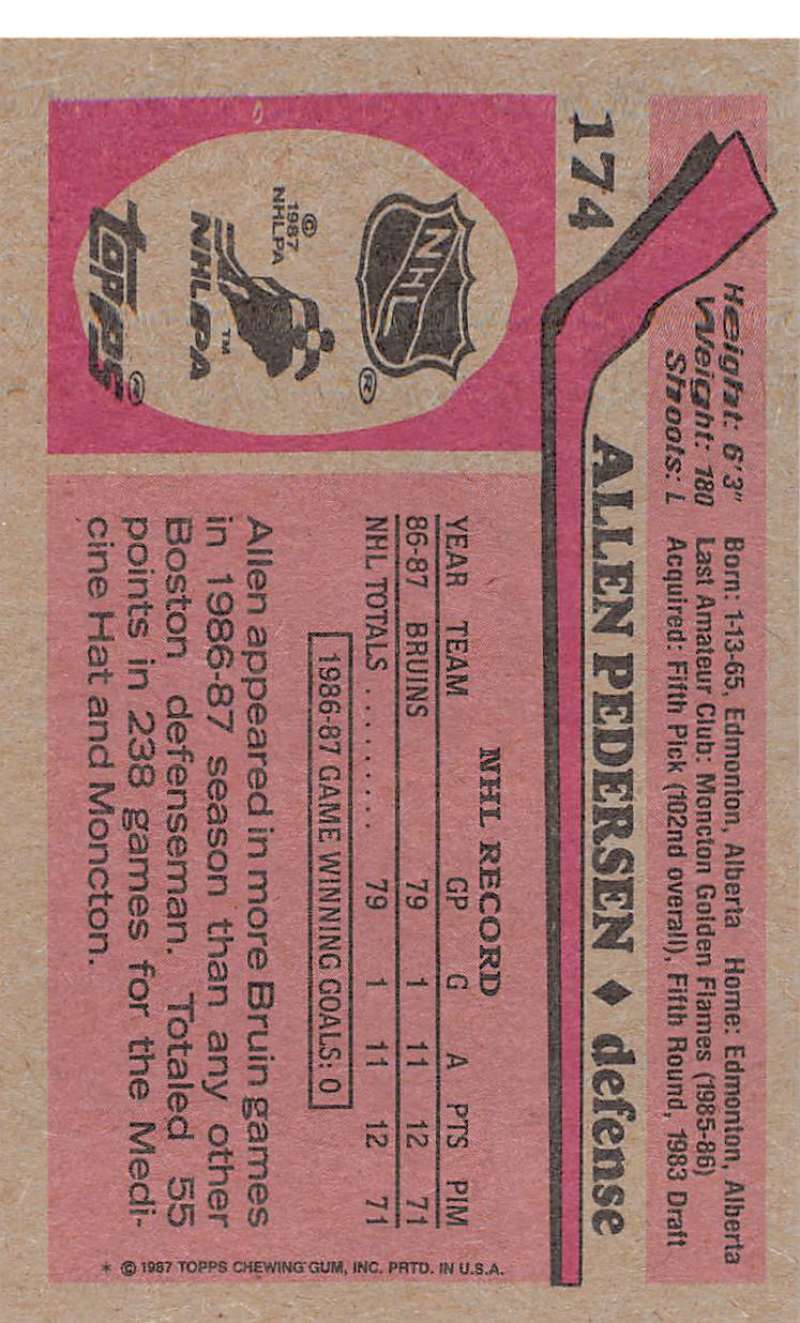 Height: 6'3" Born: 1-13-65, Edmonton, Alberta Home: Edmonton, Alberta
Weight: 180 Last Amateur Club: Moncton Golden Flames (1985-86)
Shoots: L Acquired: Fifth Pick (102nd overall), Fifth Round, 1983 Draft
174
ALLEN PEDERSEN ♦ defense
NHL
®
© 1987 NHLPA
TM
NHLPA
TOPPS®
NHL RECORD
YEAR TEAM GP G A PTS PIM
86-87 BRUINS 79 1 11 12 71
NHL TOTALS ......... 79 1 11 12 71
1986-87 GAME WINNING GOALS: 0
Allen appeared in more Bruin games
in 1986-87 season than any other
Boston defenseman. Totaled 55
points in 238 games for the Medi-
cine Hat and Moncton.
* © 1987 TOPPS CHEWING GUM, INC. PRTD. IN U.S.A.